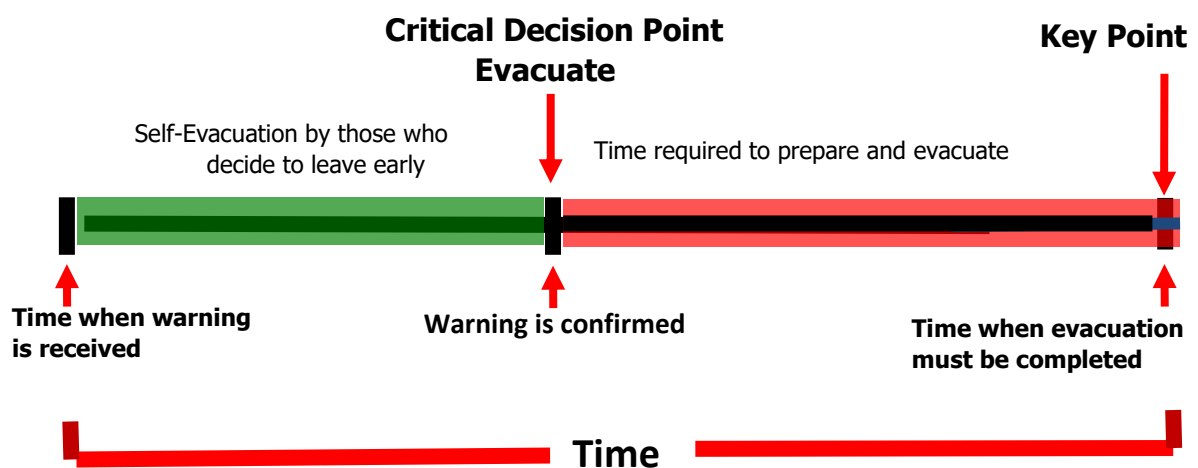 Critical Decision Point
Evacuate
Key Point
Self-Evacuation by those who
decide to leave early
Time required to prepare and evacuate
Time when warning
is received
Warning is confirmed
Time when evacuation
must be completed
Time